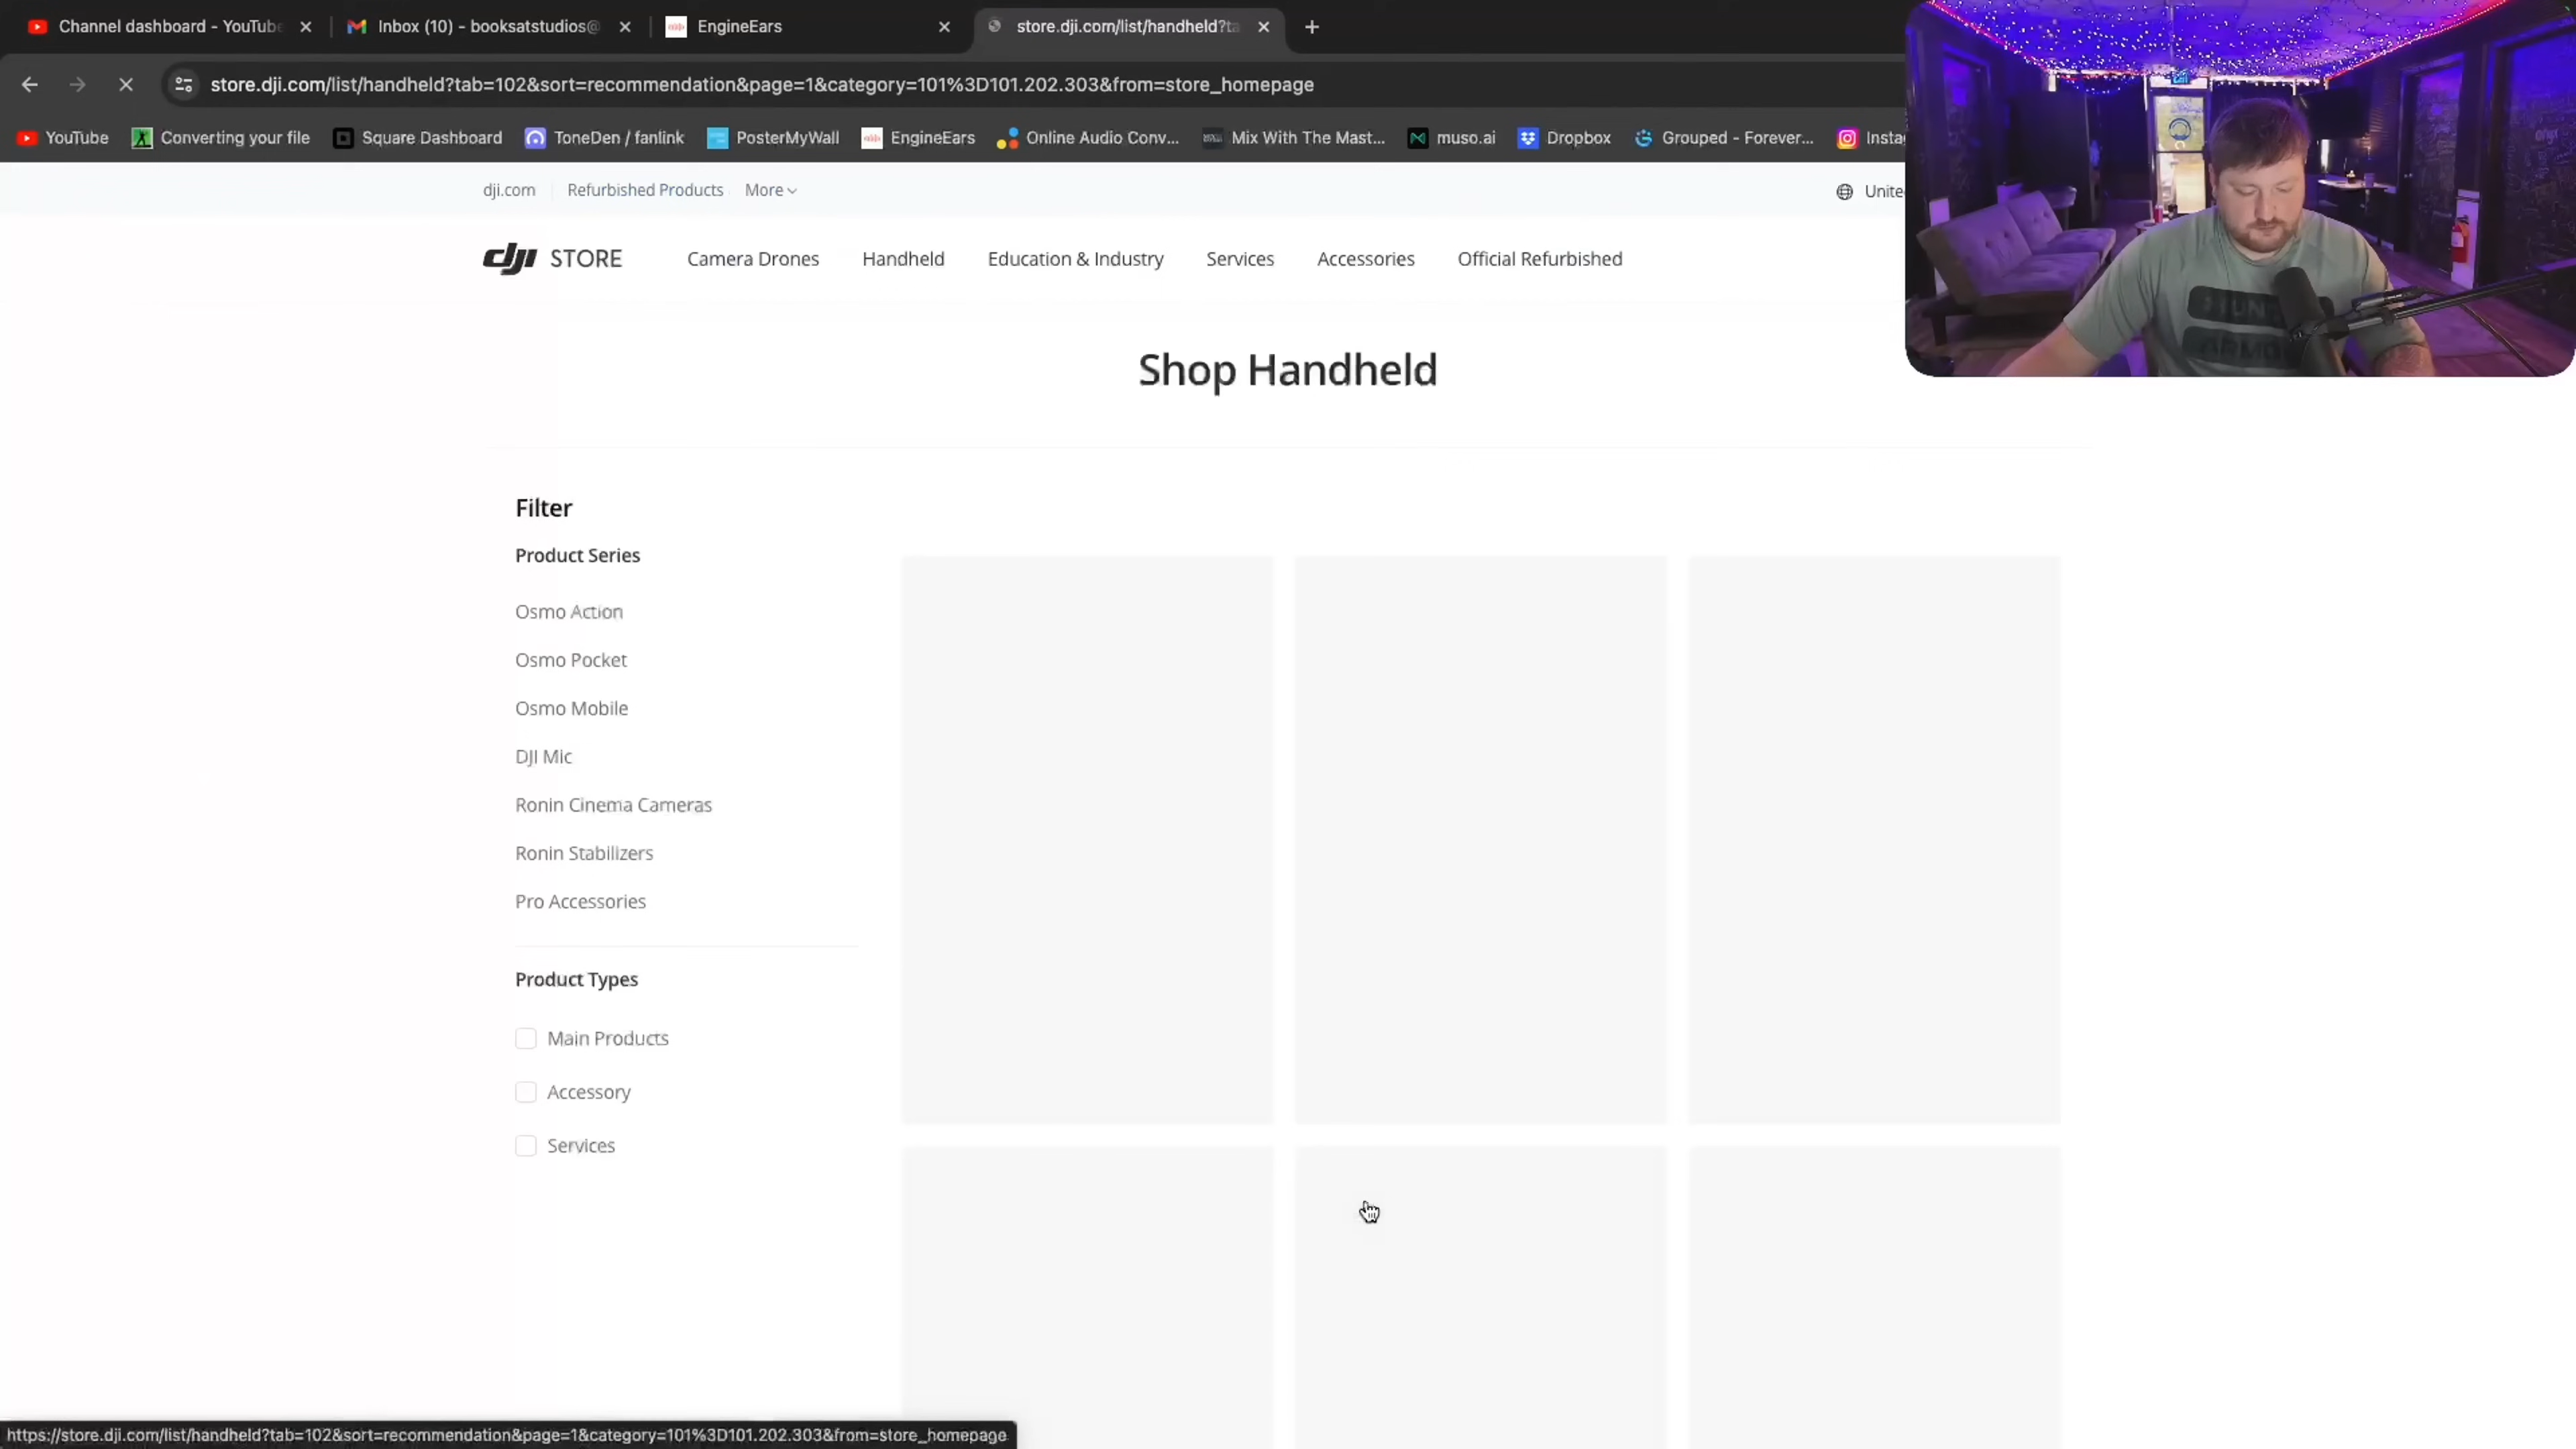 Channel dashboard - YouTube
Inbox (10) - booksatstudios@
EngineEars
store.dji.com/list/handheld?ta
store.dji.com/list/handheld?tab=102&sort=recommendation&page=1&category=101%3D101.202.303&from=store_homepage
YouTube
Converting your file
Square Dashboard
ToneDen / fanlink
PosterMyWall
EngineEars
Online Audio Conv...
Mix With The Mast...
muso.ai
Dropbox
Grouped - Forever...
Insta
dji.com
Refurbished Products
More
Unite
dji STORE
Camera Drones
Handheld
Education & Industry
Services
Accessories
Official Refurbished
Shop Handheld
Filter
Product Series
Osmo Action
Osmo Pocket
Osmo Mobile
DJI Mic
Ronin Cinema Cameras
Ronin Stabilizers
Pro Accessories
Product Types
Main Products
Accessory
Services
https://store.dji.com/list/handheld?tab=102&sort=recommendation&page=1&category=101%3D101.202.303&from=store_homepage